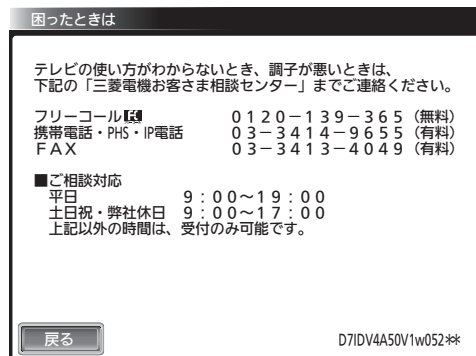 困ったときは
テレビの使い方がわからないとき、調子が悪いときは、
下記の「三菱電機お客さま相談センター」までご連絡ください。
フリーコール 0120－139－365（無料）
携帯電話・PHS・IP電話 03－3414－9655（有料）
FAX 03－3413－4049（有料）
■ご相談対応
平日 9：00～19：00
土日祝・弊社休日 9：00～17：00
上記以外の時間は、受付のみ可能です。
戻る
D7IDV4A50V1w052**